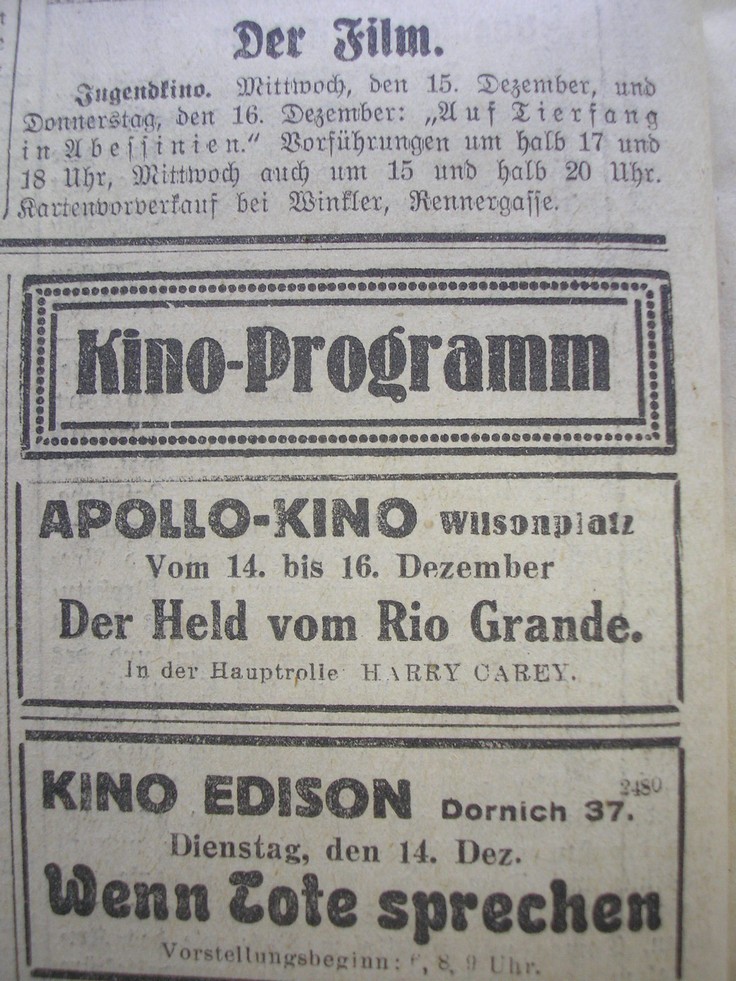 Der Film.
Jugendkino. Mittwoch, den 15. Dezember, und
Donnerstag, den 16. Dezember: „Auf Tierfang
in Abessinien.“ Vorführungen um halb 17 und
18 Uhr, Mittwoch auch um 15 und halb 20 Uhr.
Kartenvorverkauf bei Winkler, Rennergasse.
Kino-Programm
APOLLO-KINO Wilsonplatz
Vom 14. bis 16. Dezember
Der Held vom Rio Grande.
In der Hauptrolle HARRY CAREY.
2480
KINO EDISON Dornich 37.
Dienstag, den 14. Dez.
Wenn Tote sprechen
Vorstellungsbeginn: , 8, 9 Uhr.